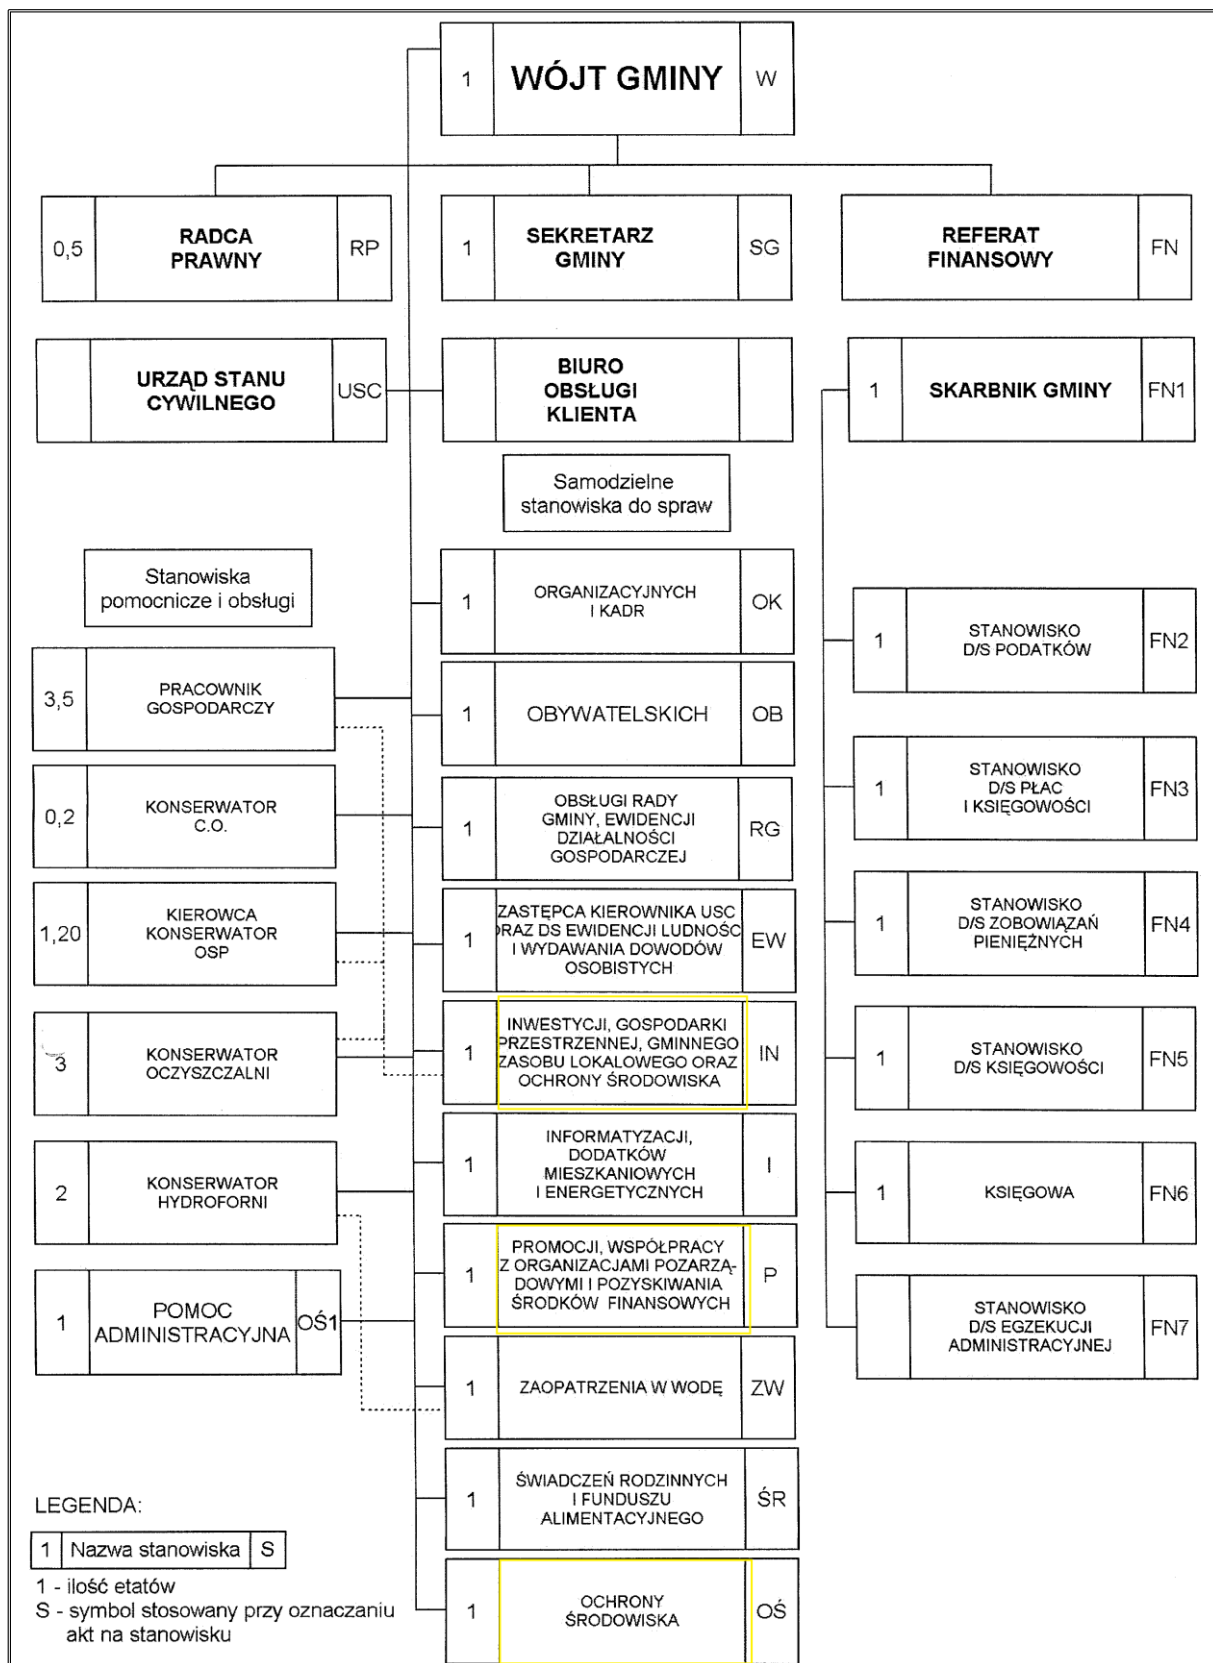 1 WÓJT GMINY W
0,5 RADCA PRAWNY RP
1 SEKRETARZ GMINY SG
REFERAT FINANSOWY FN
URZĄD STANU CYWILNEGO USC
BIURO OBSŁUGI KLIENTA
1 SKARBNIK GMINY FN1
Samodzielne
stanowiska do spraw
Stanowiska
pomocnicze i obsługi
3,5 PRACOWNIK
GOSPODARCZY
0,2 KONSERWATOR
C.O.
1,20 KIEROWCA
KONSERWATOR
OSP
3 KONSERWATOR
OCZYSZCZALNI
2 KONSERWATOR
HYDROFORNI
1 POMOC
ADMINISTRACYJNA OŚ1
1 ORGANIZACYJNYCH
I KADR OK
1 OBYWATELSKICH OB
1 OBSŁUGI RADY
GMINY, EWIDENCJI
DZIAŁALNOŚCI
GOSPODARCZEJ RG
1 ZASTĘPCA KIEROWNIKA USC
ORAZ DS EWIDENCJI LUDNOŚC
I WYDAWANIA DOWODÓW
OSOBISTYCH EW
1 INWESTYCJI, GOSPODARKI
PRZESTRZENNEJ, GMINNEGO
ZASOBU LOKALOWEGO ORAZ
OCHRONY ŚRODOWISKA IN
1 INFORMATYZACJI,
DODATKÓW
MIESZKANIOWYCH
I ENERGETYCZNYCH I
1 PROMOCJI, WSPÓŁPRACY
Z ORGANIZACJAMI POZARZĄ-
DOWYMI I POZYSKIWANIA
ŚRODKÓW FINANSOWYCH P
1 ZAOPATRZENIA W WODĘ ZW
1 ŚWIADCZEŃ RODZINNYCH
I FUNDUSZU
ALIMENTACYJNEGO ŚR
1 OCHRONY
ŚRODOWISKA OŚ
1 STANOWISKO
D/S PODATKÓW FN2
1 STANOWISKO
D/S PŁAC
I KSIĘGOWOŚCI FN3
1 STANOWISKO
D/S ZOBOWIĄZAŃ
PIENIĘŻNYCH FN4
1 STANOWISKO
D/S KSIĘGOWOŚCI FN5
1 KSIĘGOWA FN6
STANOWISKO
D/S EGZEKUCJI
ADMINISTRACYJNEJ FN7
LEGENDA:
1 Nazwa stanowiska S
1 - ilość etatów
S - symbol stosowany przy oznaczaniu
akt na stanowisku